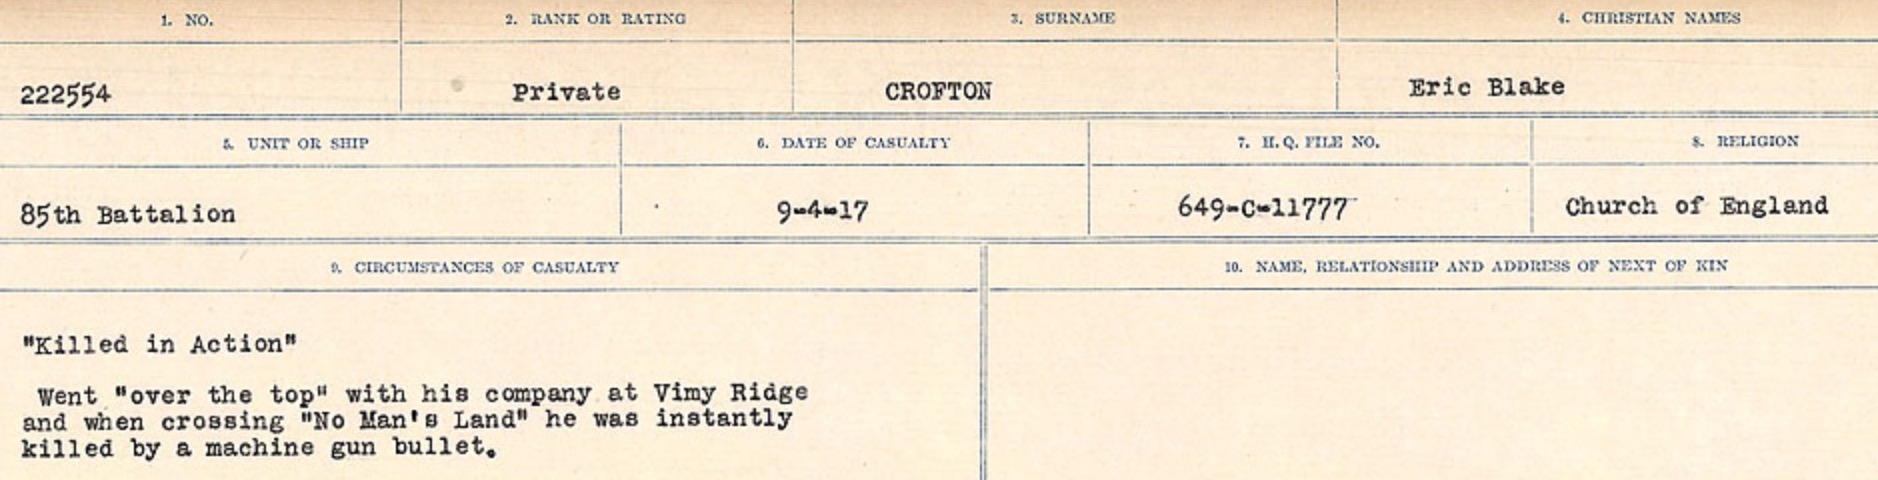 1. NO. 2. RANK OR RATING 3. SURNAME 4. CHRISTIAN NAMES
222554 Private CROFTON Eric Blake
5. UNIT OR SHIP 6. DATE OF CASUALTY 7. H.Q. FILE NO. 8. RELIGION
85th Battalion 9-4-17 649-C-11777 Church of England
9. CIRCUMSTANCES OF CASUALTY 10. NAME, RELATIONSHIP AND ADDRESS OF NEXT OF KIN
"Killed in Action"
Went "over the top" with his company at Vimy Ridge
and when crossing "No Man's Land" he was instantly
killed by a machine gun bullet.